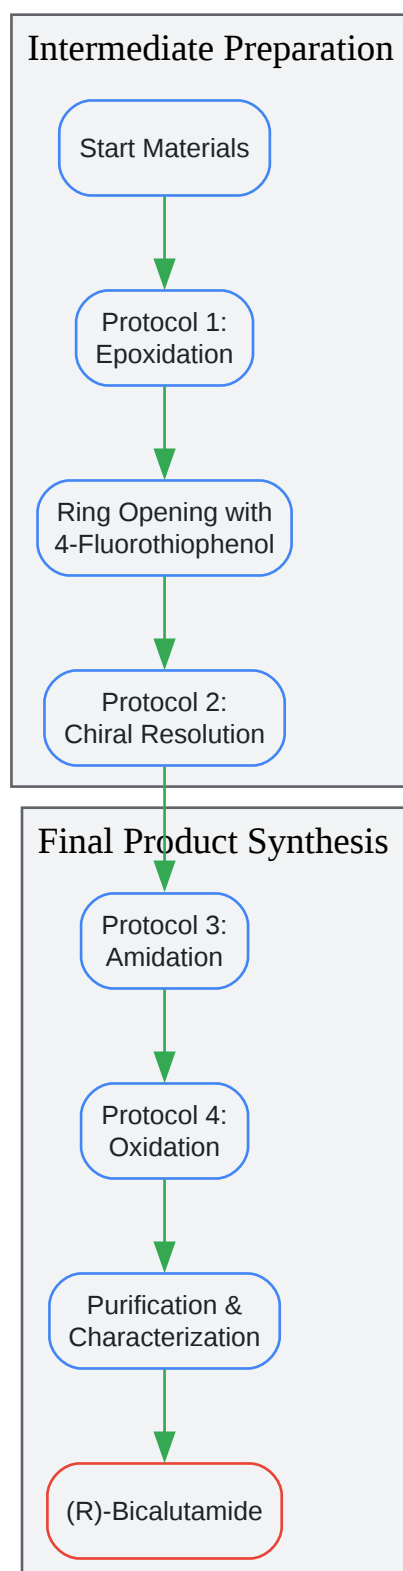 Intermediate Preparation
Start Materials
Protocol 1:
Epoxidation
Ring Opening with
4-Fluorothiophenol
Protocol 2:
Chiral Resolution
Final Product Synthesis
Protocol 3:
Amidation
Protocol 4:
Oxidation
Purification &
Characterization
(R)-Bicalutamide